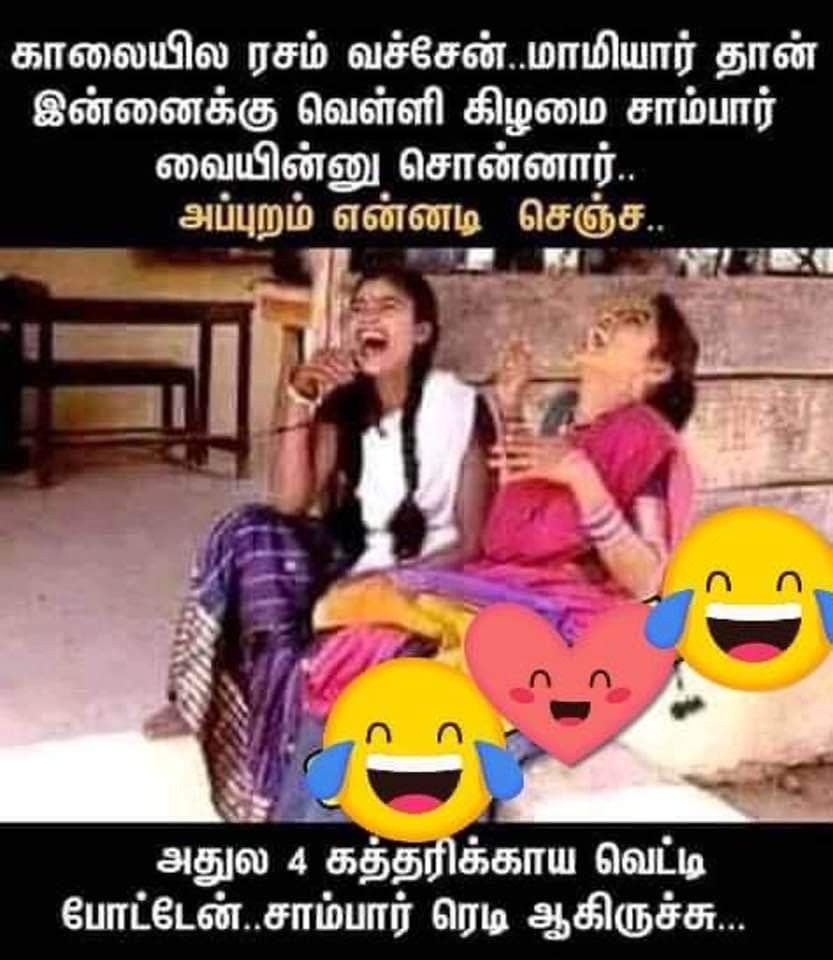 காலையில ரசம் வச்சேன்..மாமியார் தான்
இன்னைக்கு வெள்ளி கிழமை சாம்பார்
வையின்னு சொன்னார்..
அப்புறம் என்னடி செஞ்ச..
அதுல 4 கத்தரிக்காய வெட்டி
போட்டேன்..சாம்பார் ரெடி ஆகிருச்சு...